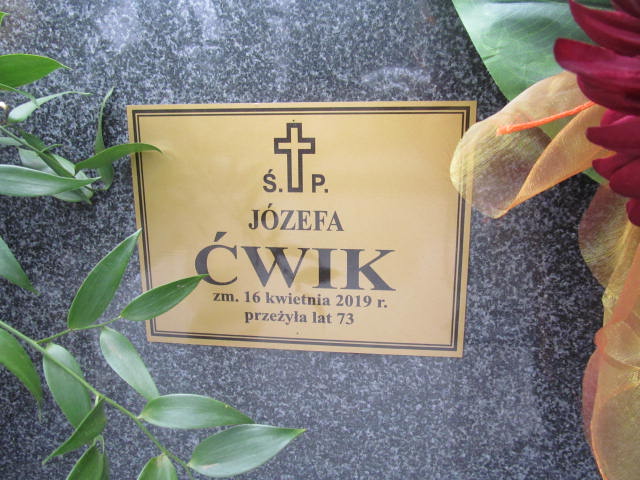 Ś. P.
JÓZEFA
ĆWIK
zm. 16 kwietnia 2019 r.
przeżyła lat 73